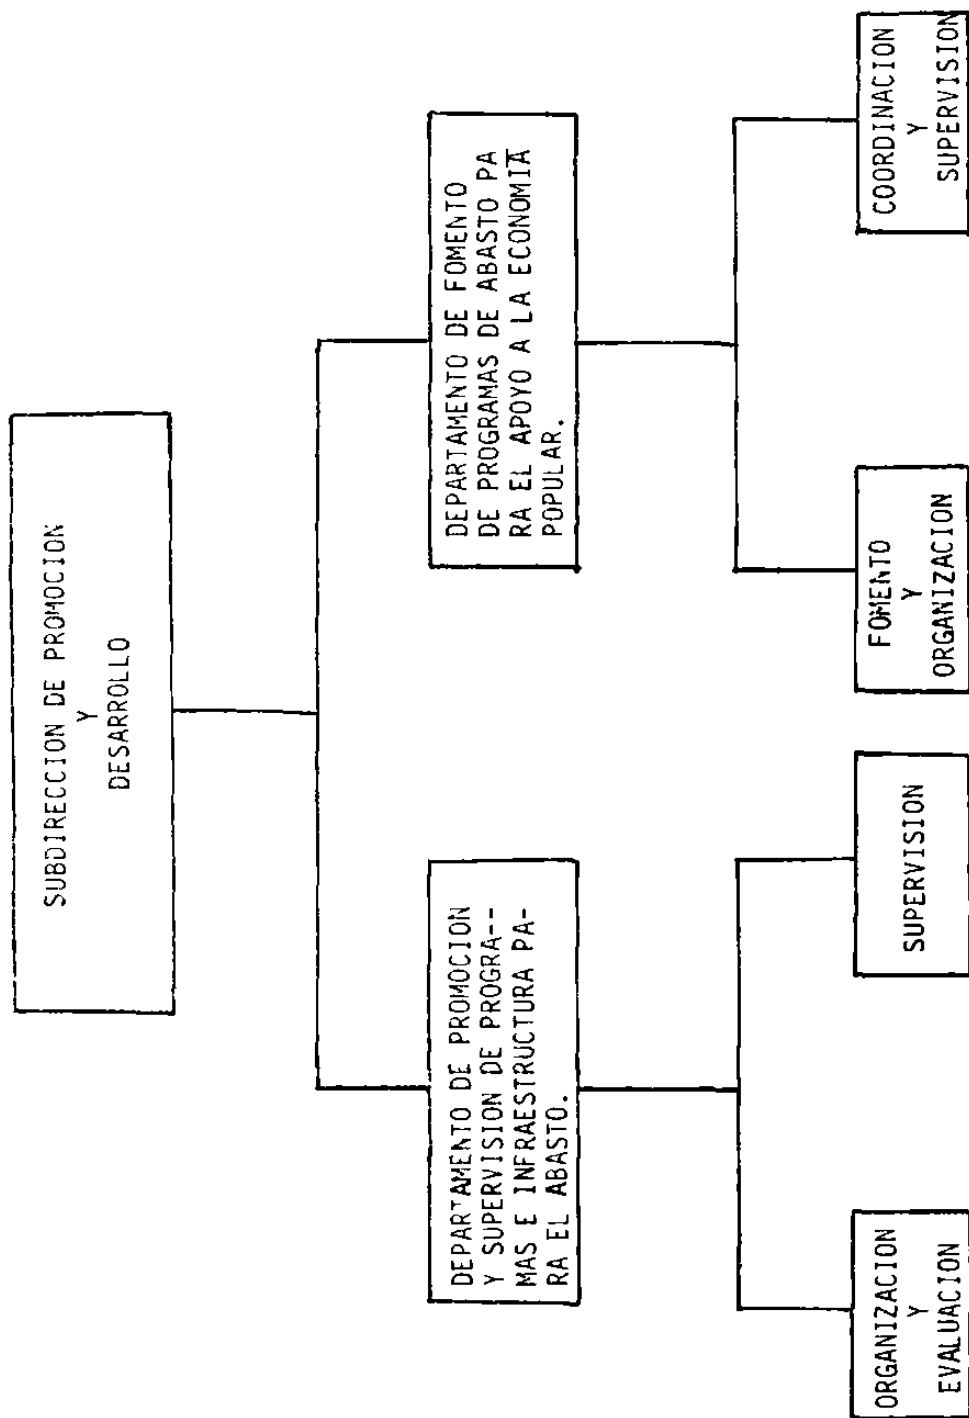 SUBDIRECCION DE PROMOCION
Y
DESARROLLO
DEPARTAMENTO DE PROMOCION
Y SUPERVISION DE PROGRA--
MAS E INFRAESTRUCTURA PA-
RA EL ABASTO.
DEPARTAMENTO DE FOMENTO
DE PROGRAMAS DE ABASTO PA
RA EL APOYO A LA ECONOMIA
POPULAR.
ORGANIZACION
Y
EVALUACION
SUPERVISION
FOMENTO
Y
ORGANIZACION
COORDINACION
Y
SUPERVISION